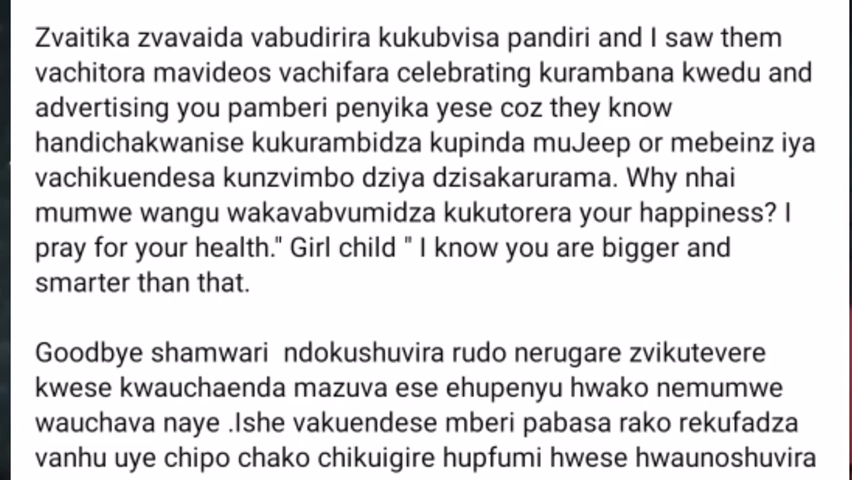 Zvaitika zvavaida vabudirira kukubvisa pandiri and I saw them
vachitora mavideos vachifara celebrating kurambana kwedu and
advertising you pamberi penyika yese coz they know
handichakwanise kukurambidza kupinda muJeep or mebeinz iya
vachikuendesa kunzvimbo dziya dzisakarurama. Why nhai
mumwe wangu wakavabvumidza kukutorera your happiness? I
pray for your health." Girl child " I know you are bigger and
smarter than that.
Goodbye shamwari ndokushuvira rudo nerugare zvikutevere
kwese kwauchaenda mazuva ese ehupenyu hwako nemumwe
wauchava naye .Ishe vakuendese mberi pabasa rako rekufadza
vanhu uye chipo chako chikuigire hupfumi hwese hwaunoshuvira